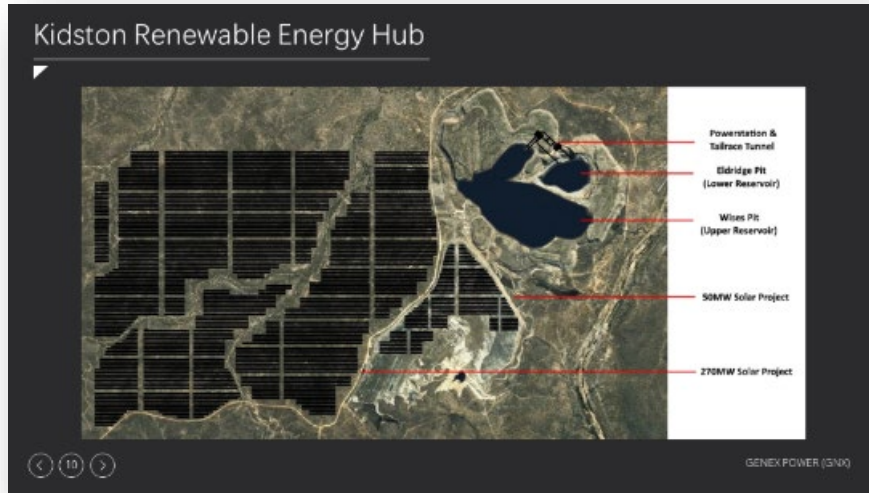 Kidston Renewable Energy Hub
Powerstation &
Tailrace Tunnel
Eldridge Pit
(Lower Reservoir)
Wises Pit
(Upper Reservoir)
50MW Solar Project
270MW Solar Project
10
GENEX POWER (GNX)